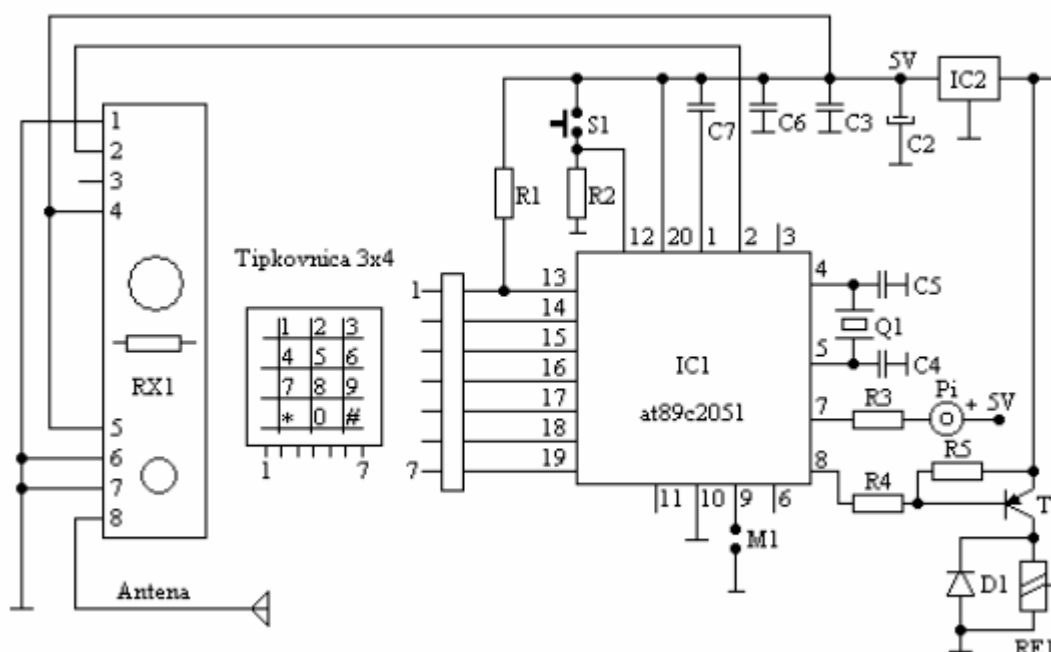 5V
IC2
1
2
3
4
S1
C7
C6
C3
C2
R1
R2
12 20 1 2 3
Tipkovnica 3x4
1
13
14
15
16
17
18
19
7
4
5
7
8
C5
Q1
C4
IC1
at89c2051
1 2 3
4 5 6
7 8 9
* 0 #
1 7
RX1
5
6
7
8
R3
Pi
+ 5V
R5
R4
T
11 10 9 6
M1
Antena
D1